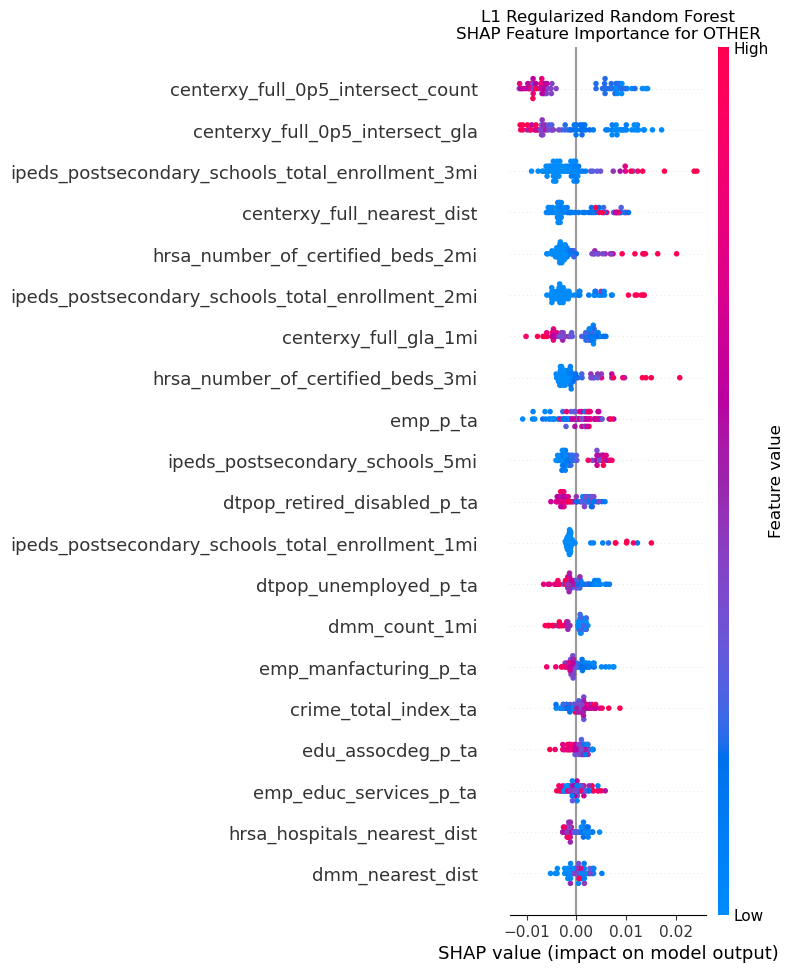 L1 Regularized Random Forest
SHAP Feature Importance for OTHER
High
centerxy_full_0p5_intersect_count
centerxy_full_0p5_intersect_gla
ipeds_postsecondary_schools_total_enrollment_3mi
centerxy_full_nearest_dist
hrsa_number_of_certified_beds_2mi
ipeds_postsecondary_schools_total_enrollment_2mi
centerxy_full_gla_1mi
hrsa_number_of_certified_beds_3mi
emp_p_ta
ipeds_postsecondary_schools_5mi
dtpop_retired_disabled_p_ta
ipeds_postsecondary_schools_total_enrollment_1mi
dtpop_unemployed_p_ta
dmm_count_1mi
emp_manfacturing_p_ta
crime_total_index_ta
edu_assocdeg_p_ta
emp_educ_services_p_ta
hrsa_hospitals_nearest_dist
dmm_nearest_dist
Feature value
Low
−0.01 0.00 0.01 0.02
SHAP value (impact on model output)